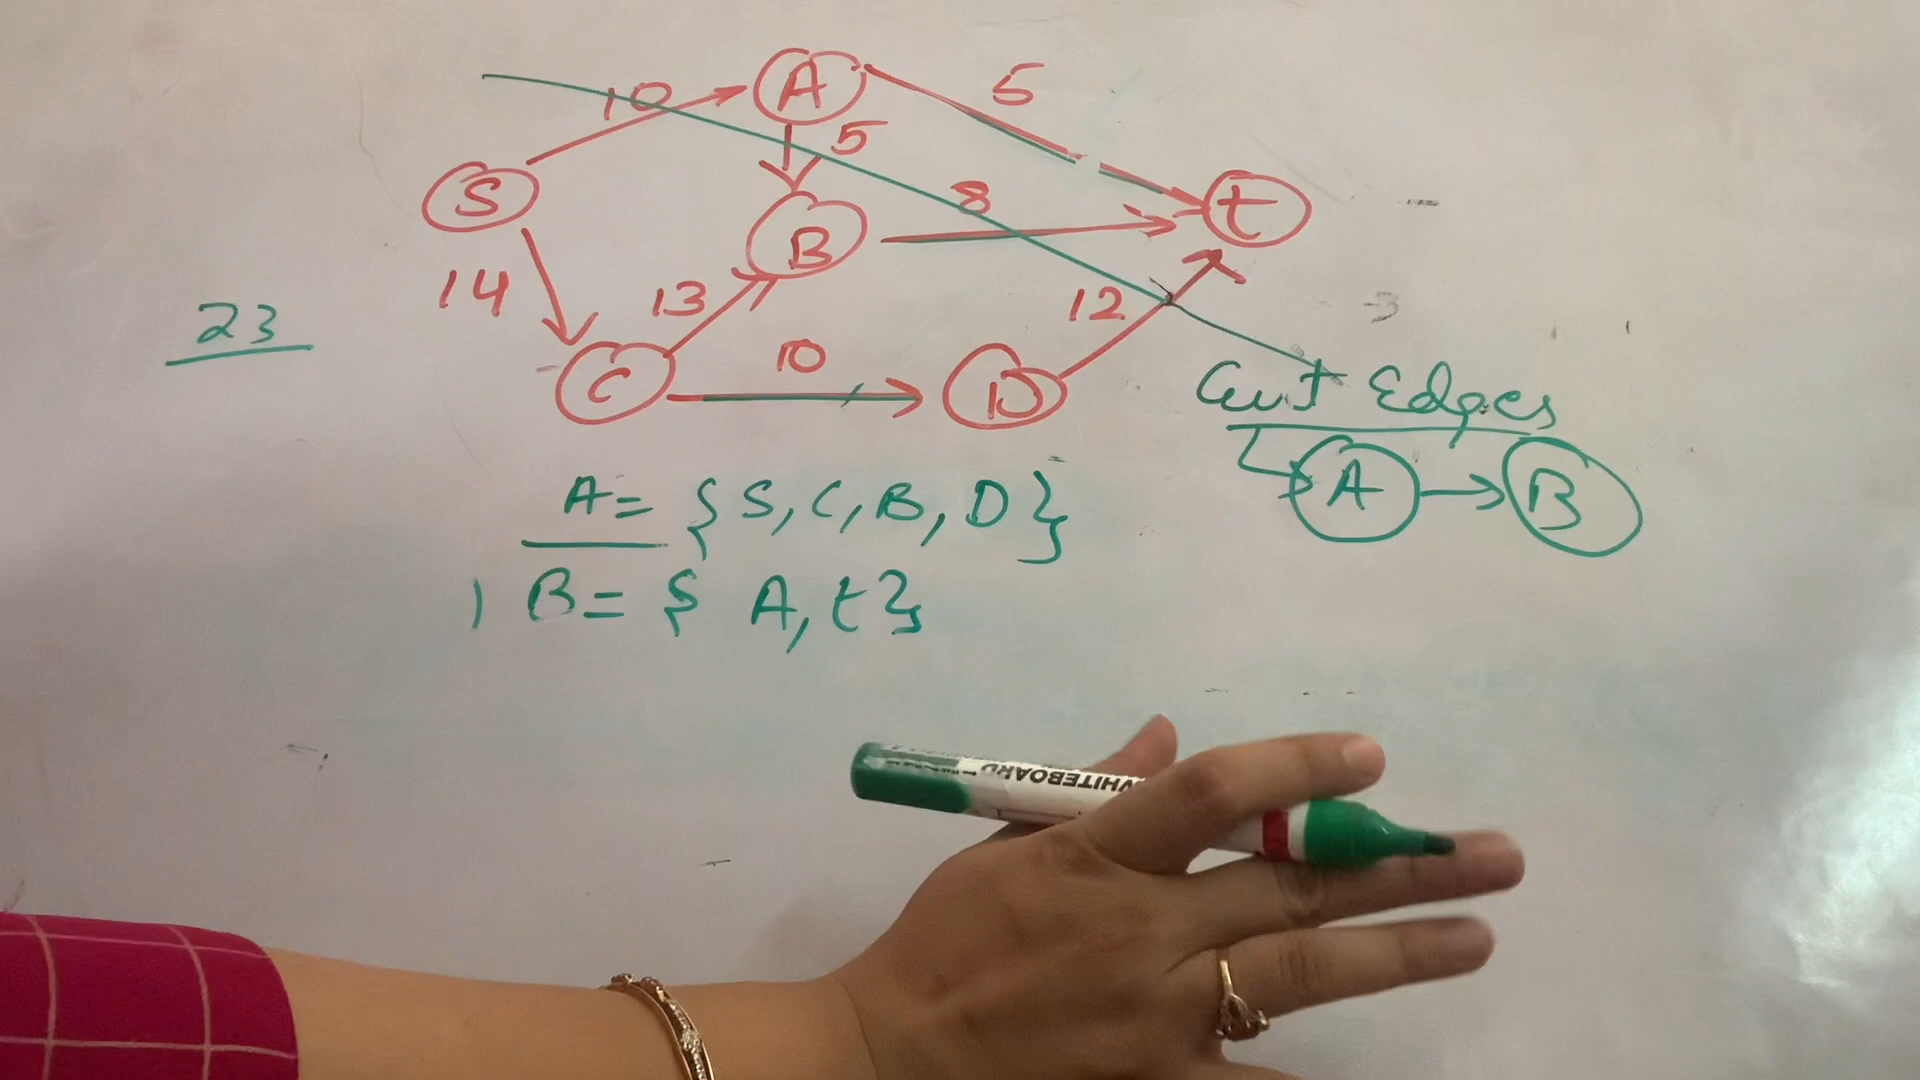 10
A
5
5
S
8
B
t
14
13
12
23
10
C
D
Cut Edges
A= {S, C, B, D}
A → B
B= { A, t}
WHITEBOARD